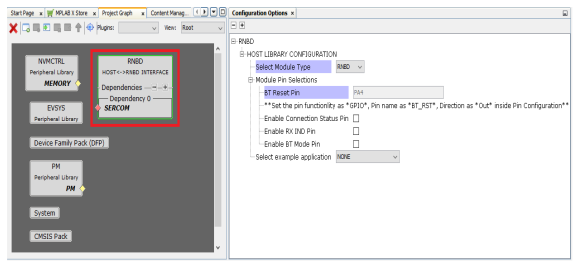 Start Page x MPLAB X Store x Project Graph x Content Manag...
Plugins: View: Root
NVMCTRL
Peripheral Library
MEMORY
RNBD
HOST<->RNBD INTERFACE
Dependencies — - +
Dependency 0
SERCOM
EVSYS
Peripheral Library
Device Family Pack (DFP)
PM
Peripheral Library
PM
System
CMSIS Pack
Configuration Options x
RNBD
HOST LIBRARY CONFIGURATION
Select Module Type RNBD
Module Pin Selections
BT Reset Pin PA4
**Set the pin functionlity as "GPIO", Pin name as "BT_RST", Direction as "Out" inside Pin Configuration**
Enable Connection Status Pin
Enable RX IND Pin
Enable BT Mode Pin
Select example application NONE